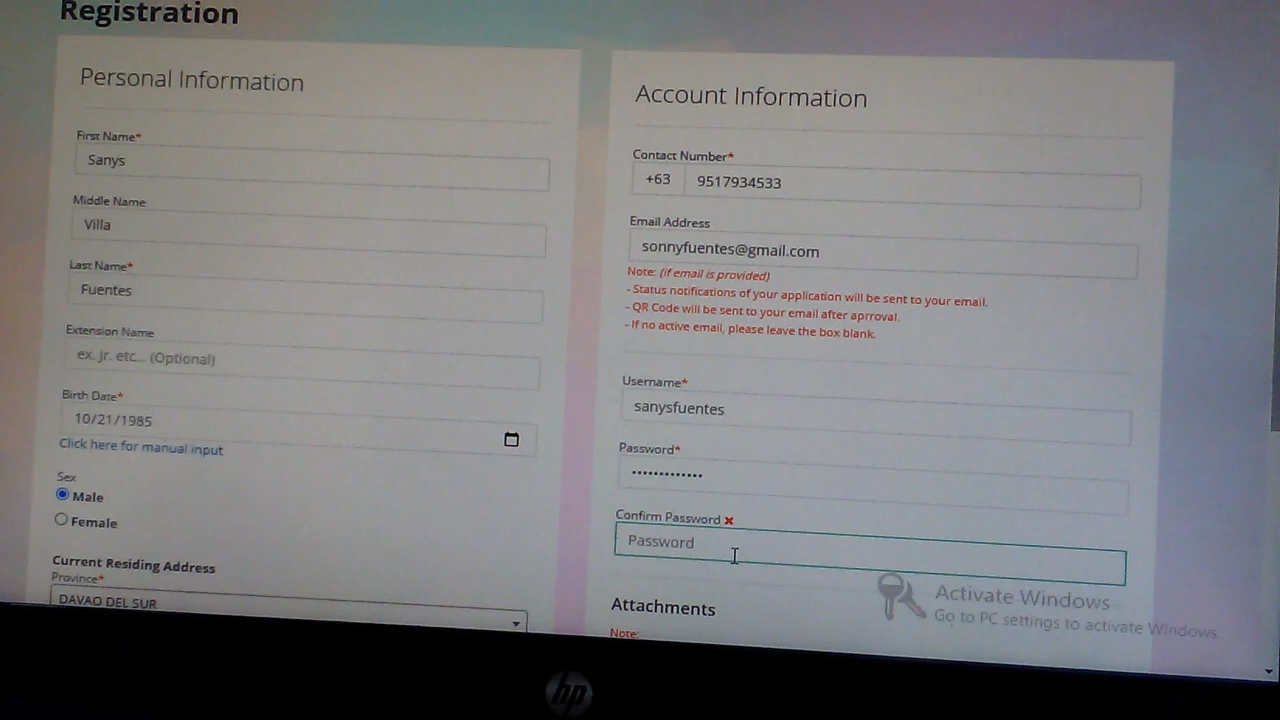 Registration
Personal Information
First Name*
Sanys
Middle Name
Villa
Last Name*
Fuentes
Extension Name
ex. Jr. etc... (Optional)
Birth Date*
10/21/1985
Click here for manual input
Sex
Male
Female
Current Residing Address
Province*
DAVAO DEL SUR
Account Information
Contact Number*
+63 9517934533
Email Address
sonnyfuentes@gmail.com
Note: (if email is provided)
- Status notifications of your application will be sent to your email.
- QR Code will be sent to your email after aprroval.
- If no active email, please leave the box blank.
Username*
sanysfuentes
Password*
•••••••••••••
Confirm Password ✖
Password
Attachments
Note:
Activate Windows
Go to PC settings to activate Windows.
hp